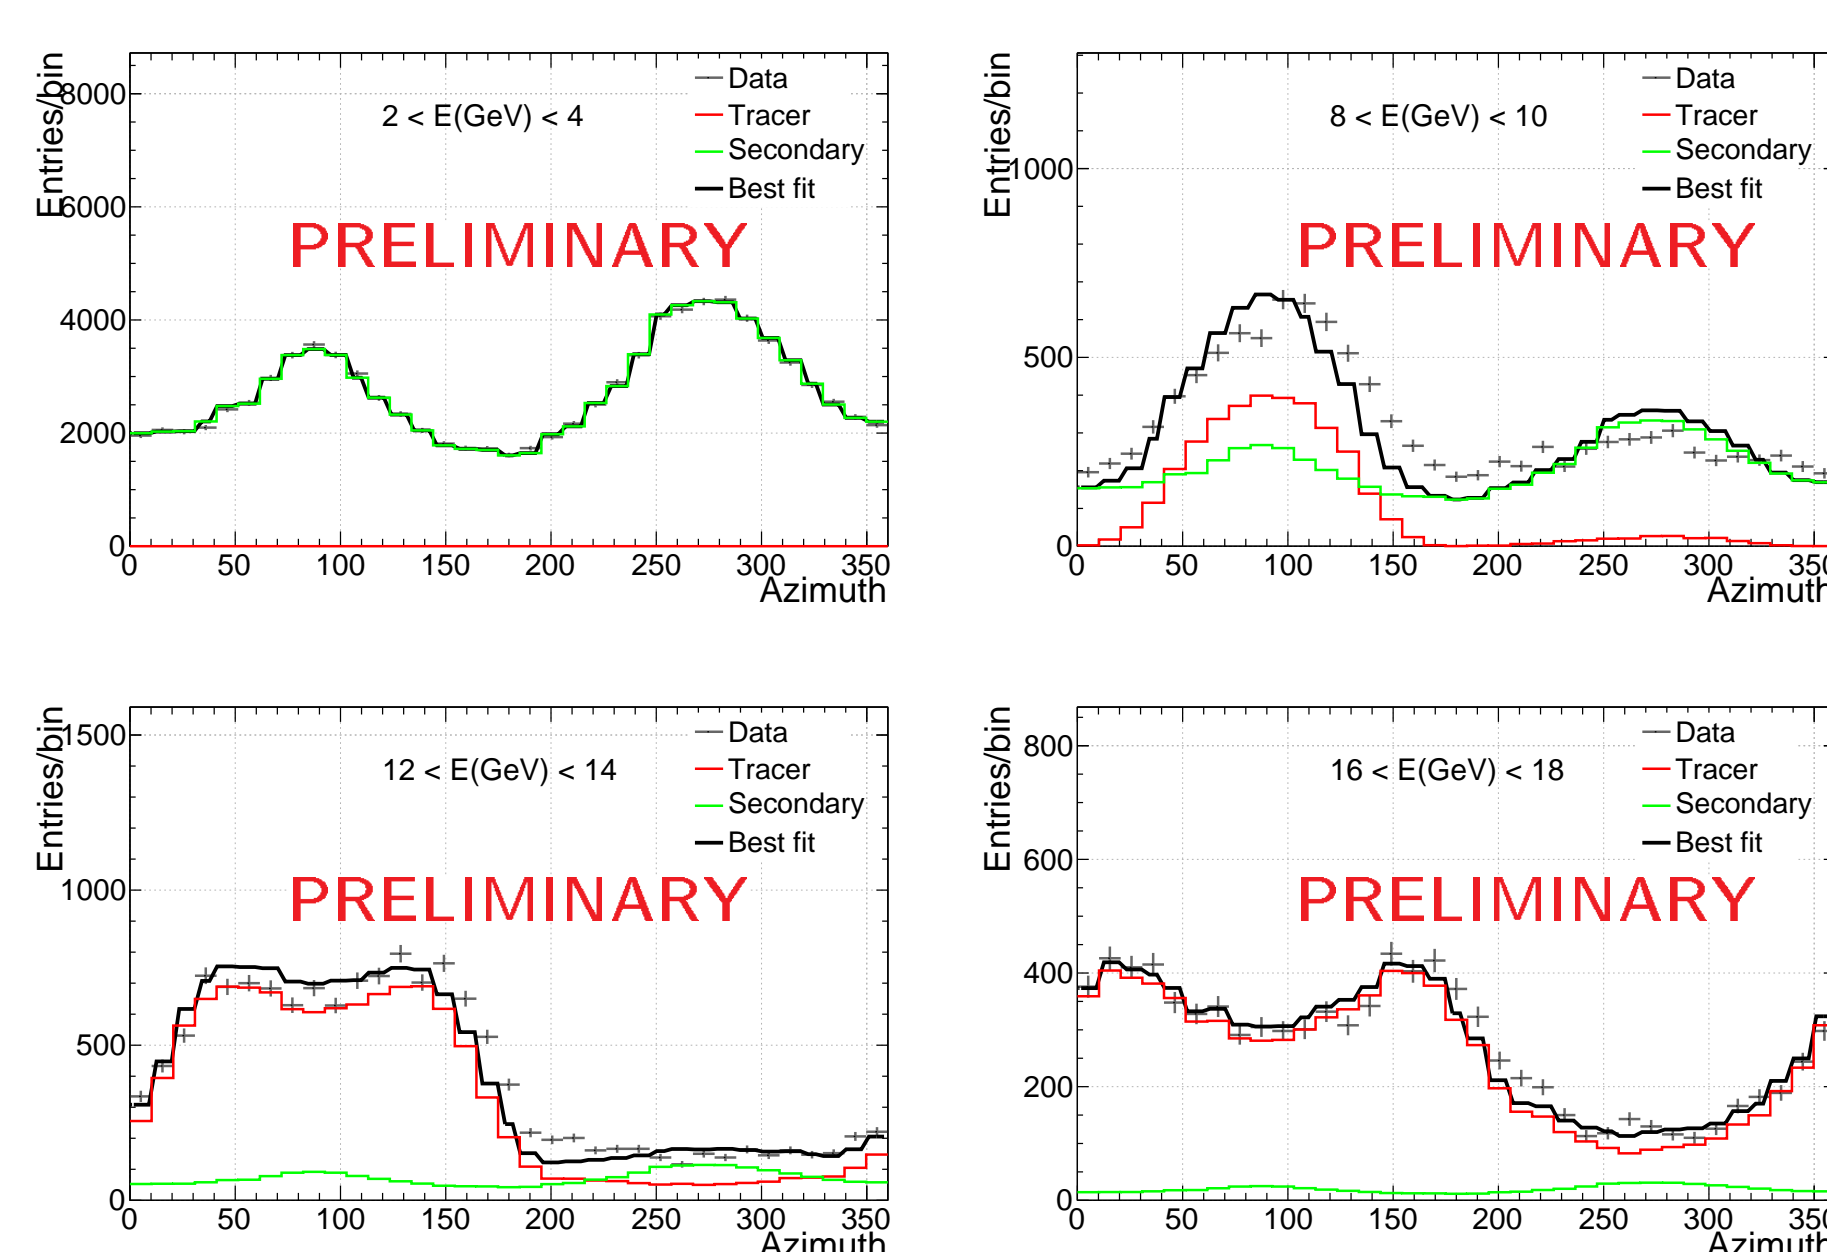 Entries/bin
8000
6000
4000
2000
0
2 < E(GeV) < 4
Data
Tracer
Secondary
Best fit
PRELIMINARY
0 50 100 150 200 250 300 350
Azimuth
Entries/bin
1000
500
0
8 < E(GeV) < 10
Data
Tracer
Secondary
Best fit
PRELIMINARY
0 50 100 150 200 250 300 350
Azimuth
Entries/bin
1500
1000
500
0
12 < E(GeV) < 14
Data
Tracer
Secondary
Best fit
PRELIMINARY
0 50 100 150 200 250 300 350
Azimuth
Entries/bin
800
600
400
200
0
16 < E(GeV) < 18
Data
Tracer
Secondary
Best fit
PRELIMINARY
0 50 100 150 200 250 300 350
Azimuth